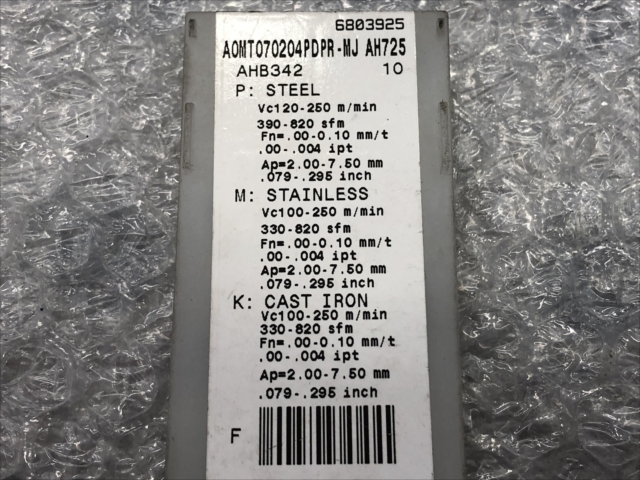 6803925
AOMT070204PDPR-MJ AH725
AHB342 10
P: STEEL
Vc120-250 m/min
390-820 sfm
Fn=.00-0.10 mm/t
.00-.004 ipt
Ap=2.00-7.50 mm
.079-.295 inch
M: STAINLESS
Vc100-250 m/min
330-820 sfm
Fn=.00-0.10 mm/t
.00-.004 ipt
Ap=2.00-7.50 mm
.079-.295 inch
K: CAST IRON
Vc100-250 m/min
330-820 sfm
Fn=.00-0.10 mm/t
.00-.004 ipt
Ap=2.00-7.50 mm
.079-.295 inch
F